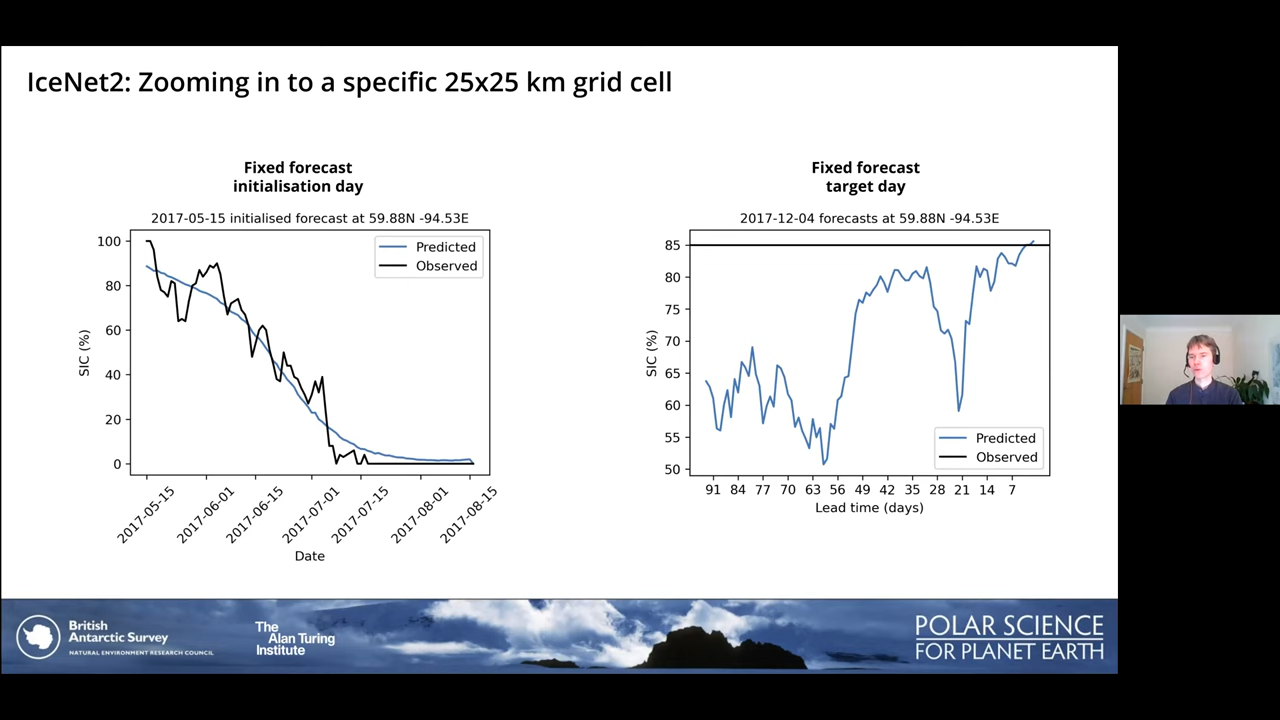 IceNet2: Zooming in to a specific 25x25 km grid cell
Fixed forecast
initialisation day
2017-05-15 initialised forecast at 59.88N -94.53E
100
80
60
40
20
0
SIC (%)
Predicted
Observed
2017-05-15
2017-06-01
2017-06-15
2017-07-01
2017-07-15
2017-08-01
2017-08-15
Date
Fixed forecast
target day
2017-12-04 forecasts at 59.88N -94.53E
85
80
75
70
65
60
55
50
SIC (%)
Predicted
Observed
91 84 77 70 63 56 49 42 35 28 21 14 7
Lead time (days)
British
Antarctic Survey
NATURAL ENVIRONMENT RESEARCH COUNCIL
The
Alan Turing
Institute
POLAR SCIENCE
FOR PLANET EARTH